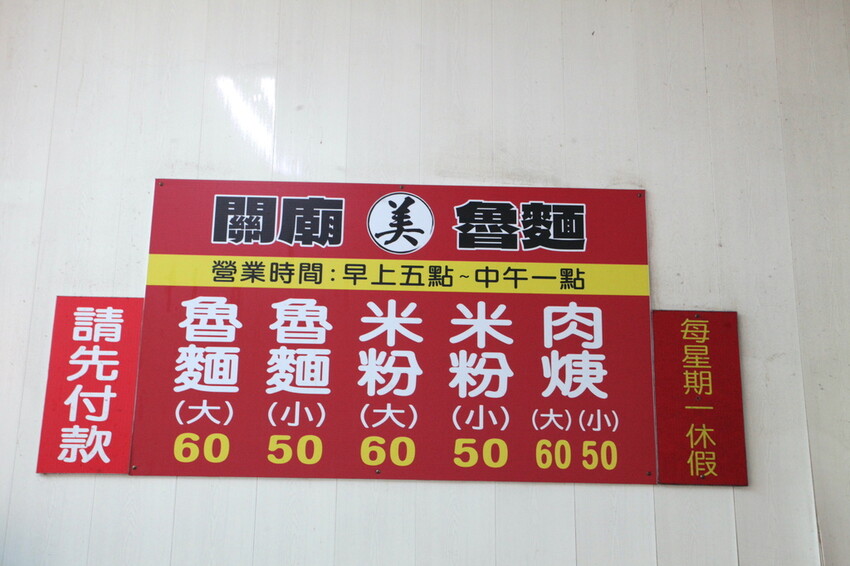 關廟 美 魯麵
營業時間:早上五點~中午一點
請先付款
魯麵(大)60
魯麵(小)50
米粉(大)60
米粉(小)50
肉焿(大)(小)60 50
每星期一休假